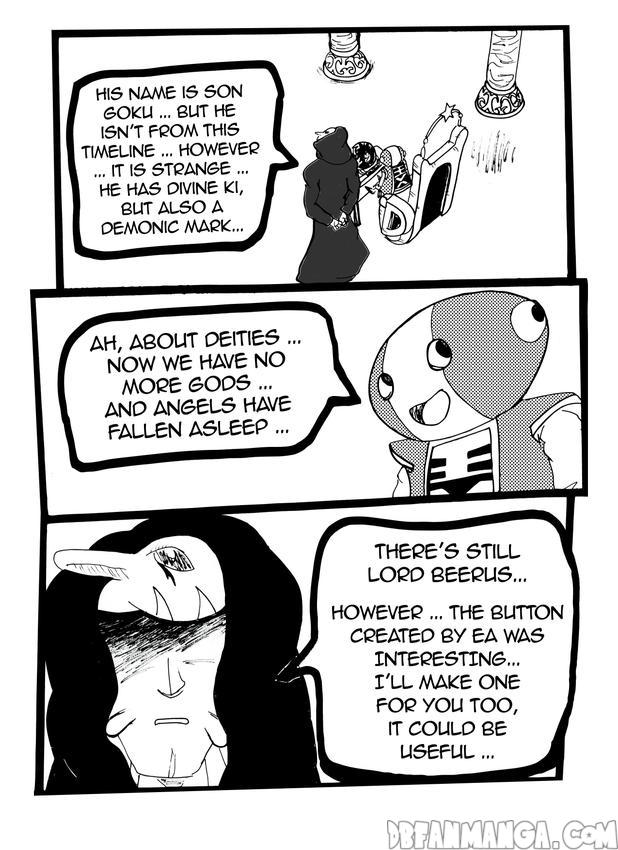 HIS NAME IS SON
GOKU ... BUT HE
ISN'T FROM THIS
TIMELINE ... HOWEVER
... IT IS STRANGE ...
HE HAS DIVINE KI,
BUT ALSO A
DEMONIC MARK...
AH, ABOUT DEITIES ...
NOW WE HAVE NO
MORE GODS ...
AND ANGELS HAVE
FALLEN ASLEEP ...
THERE'S STILL
LORD BEERUS...
HOWEVER ... THE BUTTON
CREATED BY EA WAS
INTERESTING...
I'LL MAKE ONE
FOR YOU TOO,
IT COULD BE
USEFUL ...
DBFANMANGA.COM